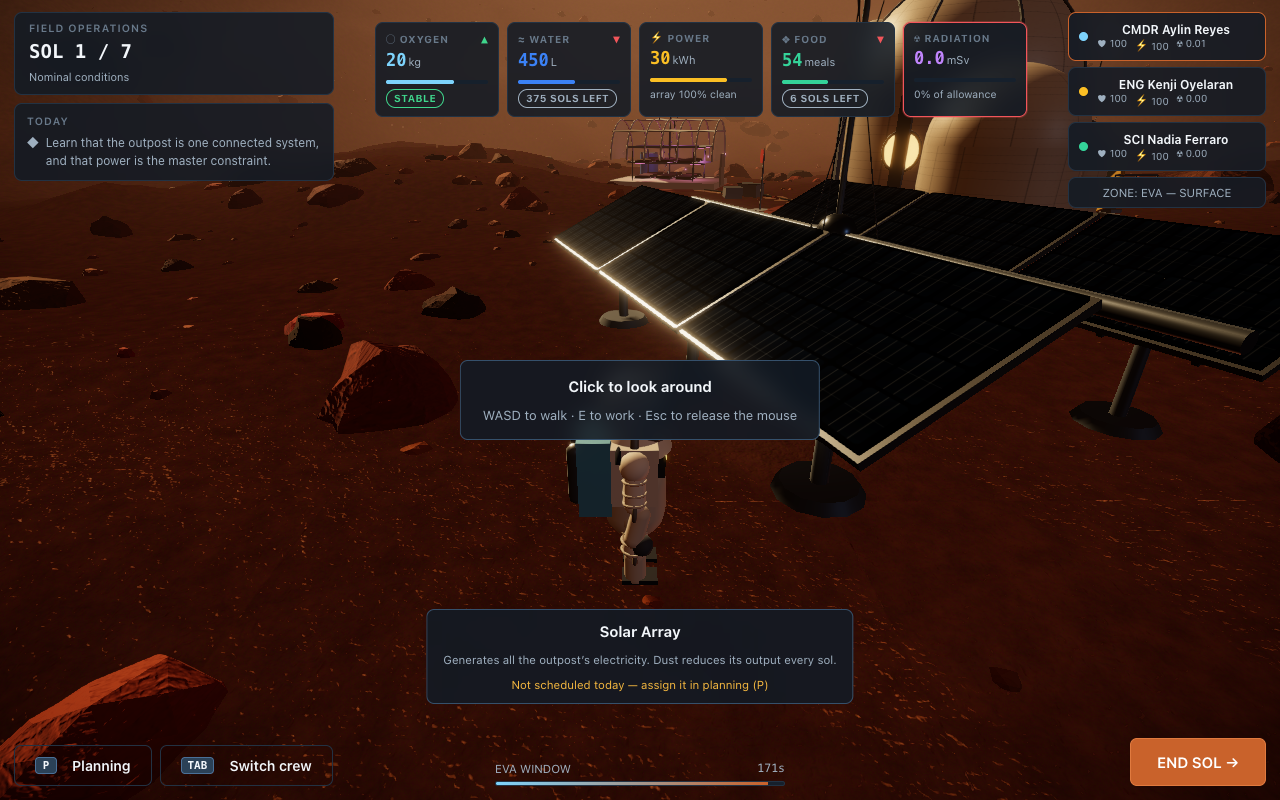 FIELD OPERATIONS
SOL 1 / 7
Nominal conditions
TODAY
Learn that the outpost is one connected system,
and that power is the master constraint.
OXYGEN
20 kg
STABLE
WATER
450 L
375 SOLS LEFT
POWER
30 kWh
array 100% clean
FOOD
54 meals
6 SOLS LEFT
RADIATION
0.0 mSv
0% of allowance
CMDR Aylin Reyes
100 100 0.01
ENG Kenji Oyelaran
100 100 0.00
SCI Nadia Ferraro
100 100 0.00
ZONE: EVA — SURFACE
Click to look around
WASD to walk · E to work · Esc to release the mouse
Solar Array
Generates all the outpost's electricity. Dust reduces its output every sol.
Not scheduled today — assign it in planning (P)
P Planning
TAB Switch crew
EVA WINDOW 171s
END SOL →